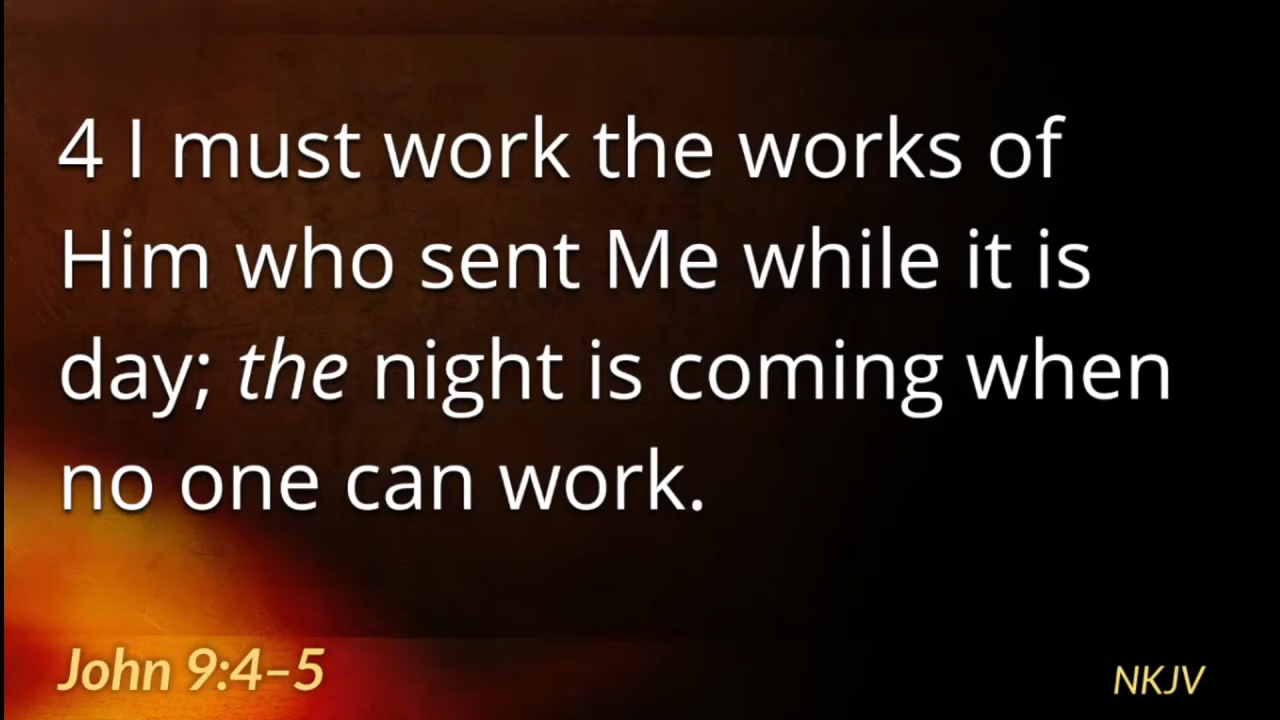 4 I must work the works of
Him who sent Me while it is
day; the night is coming when
no one can work.
John 9:4–5
NKJV